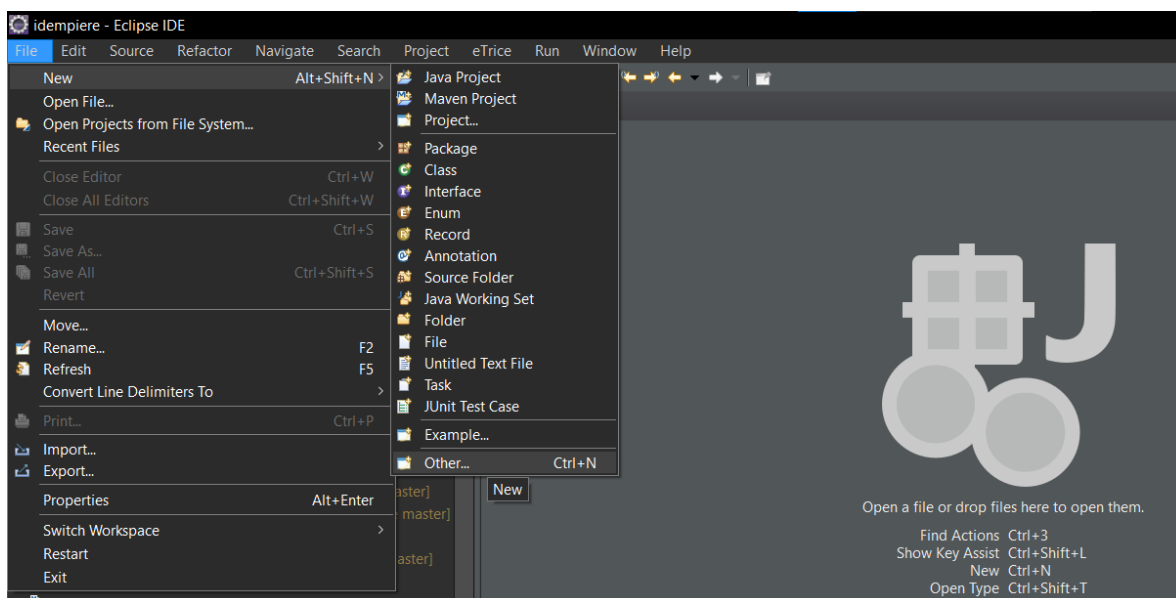 idempiere - Eclipse IDE
File Edit Source Refactor Navigate Search Project eTrice Run Window Help
New Alt+Shift+N >
Open File...
Open Projects from File System...
Recent Files >
Close Editor Ctrl+W
Close All Editors Ctrl+Shift+W
Save Ctrl+S
Save As...
Save All Ctrl+Shift+S
Revert
Move...
Rename... F2
Refresh F5
Convert Line Delimiters To >
Print... Ctrl+P
Import...
Export...
Properties Alt+Enter
Switch Workspace >
Restart
Exit
Java Project
Maven Project
Project...
Package
Class
Interface
Enum
Record
Annotation
Source Folder
Java Working Set
Folder
File
Untitled Text File
Task
JUnit Test Case
Example...
Other... Ctrl+N
New
master]
aster]
Open a file or drop files here to open them.
Find Actions Ctrl+3
Show Key Assist Ctrl+Shift+L
New Ctrl+N
Open Type Ctrl+Shift+T